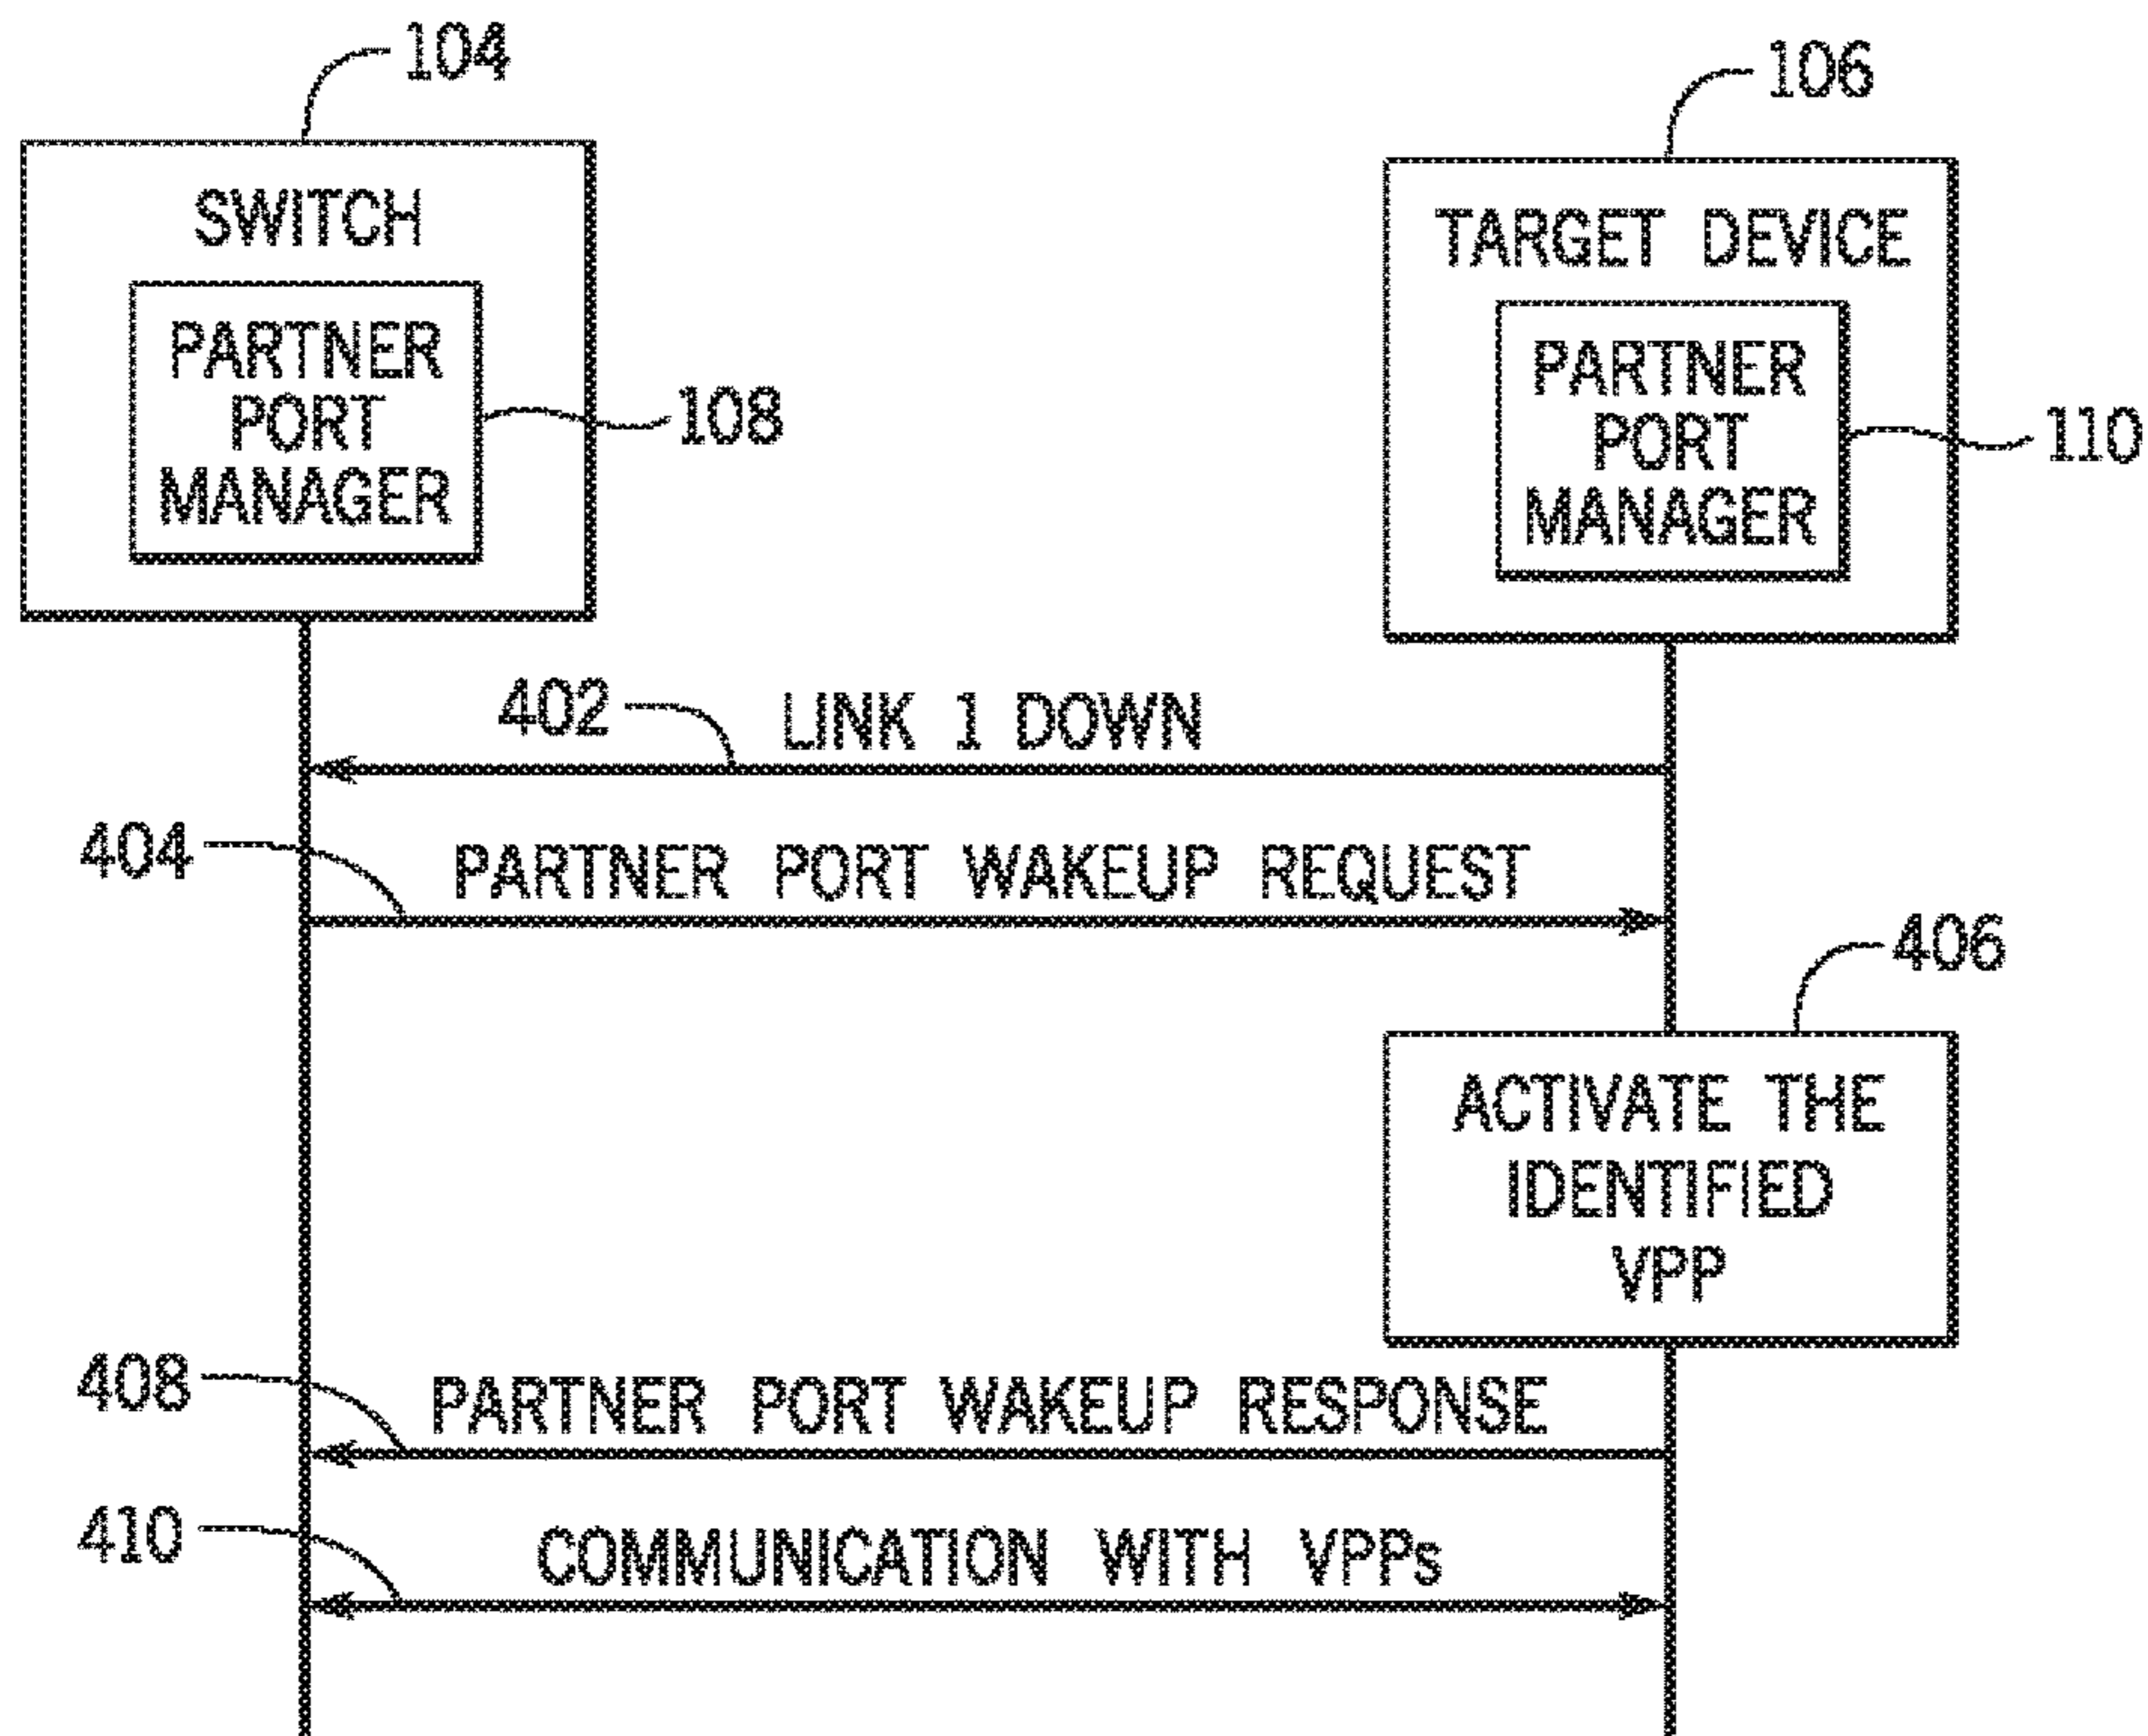 104
106
SWITCH
TARGET DEVICE
PARTNER
PORT
MANAGER
108
PARTNER
PORT
MANAGER
110
402
LINK 1 DOWN
404
PARTNER PORT WAKEUP REQUEST
406
ACTIVATE THE
IDENTIFIED
VPP
408
PARTNER PORT WAKEUP RESPONSE
410
COMMUNICATION WITH VPPs